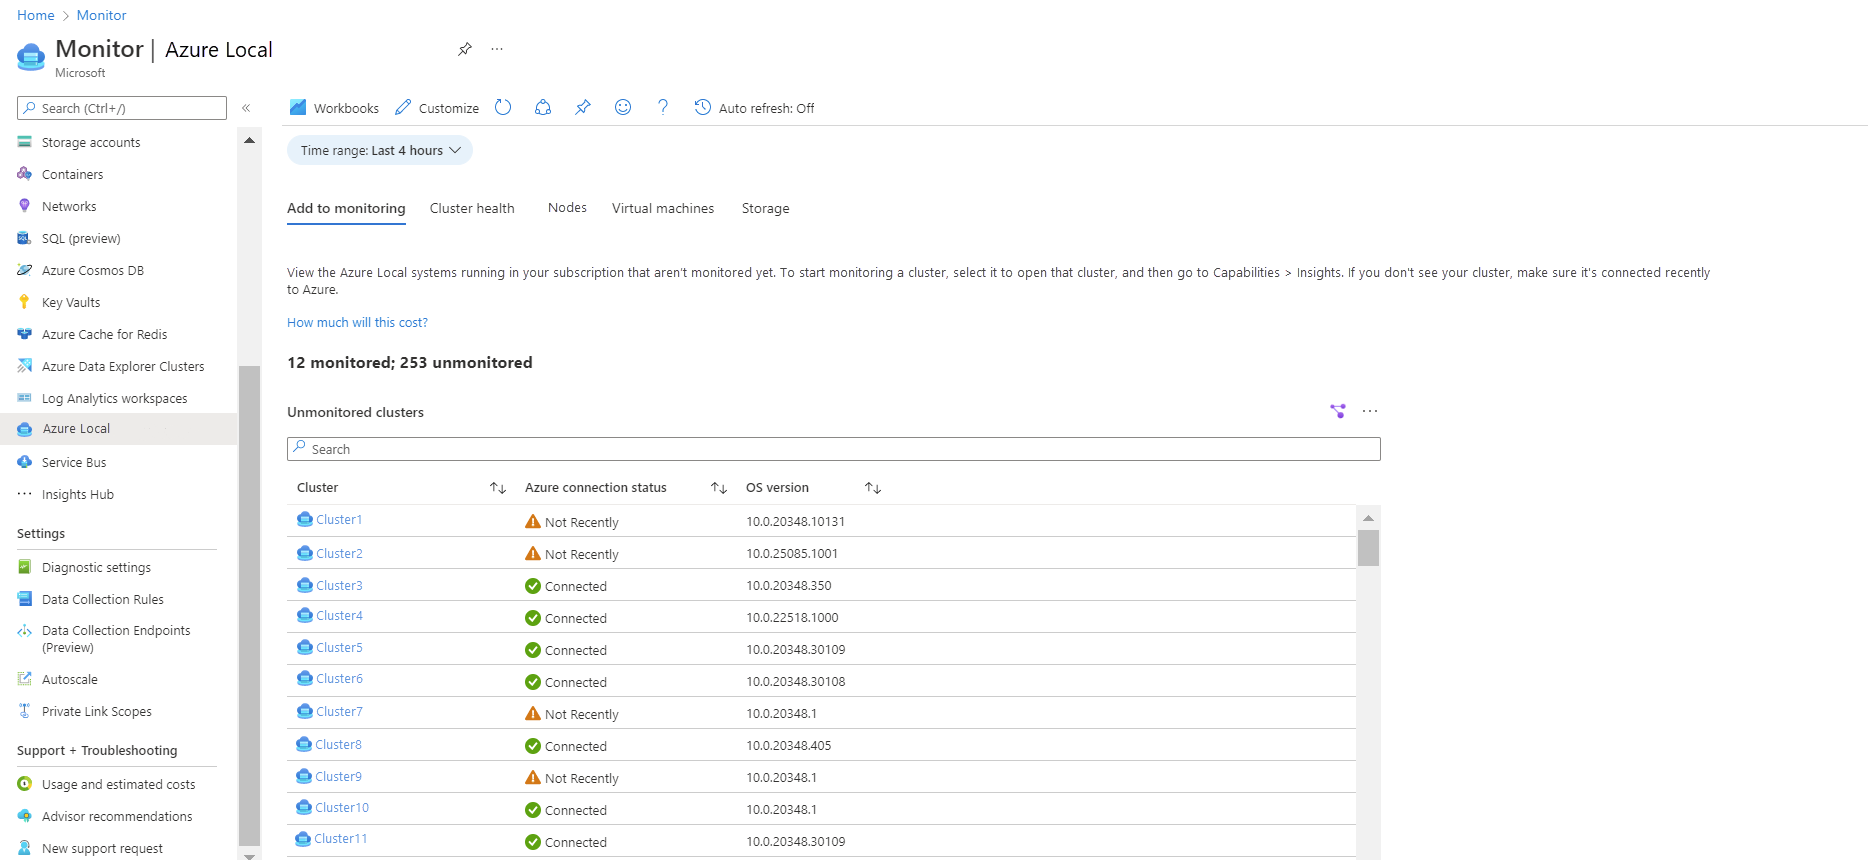 Home > Monitor
Monitor | Azure Local
Microsoft
Search (Ctrl+/)
Storage accounts
Containers
Networks
SQL (preview)
Azure Cosmos DB
Key Vaults
Azure Cache for Redis
Azure Data Explorer Clusters
Log Analytics workspaces
Azure Local
Service Bus
Insights Hub
Settings
Diagnostic settings
Data Collection Rules
Data Collection Endpoints
(Preview)
Autoscale
Private Link Scopes
Support + Troubleshooting
Usage and estimated costs
Advisor recommendations
New support request
Workbooks Customize Auto refresh: Off
Time range: Last 4 hours
Add to monitoring Cluster health Nodes Virtual machines Storage
View the Azure Local systems running in your subscription that aren't monitored yet. To start monitoring a cluster, select it to open that cluster, and then go to Capabilities > Insights. If you don't see your cluster, make sure it's connected recently
to Azure.
How much will this cost?
12 monitored; 253 unmonitored
Unmonitored clusters
Search
Cluster Azure connection status OS version
Cluster1 Not Recently 10.0.20348.10131
Cluster2 Not Recently 10.0.25085.1001
Cluster3 Connected 10.0.20348.350
Cluster4 Connected 10.0.22518.1000
Cluster5 Connected 10.0.20348.30109
Cluster6 Connected 10.0.20348.30108
Cluster7 Not Recently 10.0.20348.1
Cluster8 Connected 10.0.20348.405
Cluster9 Not Recently 10.0.20348.1
Cluster10 Connected 10.0.20348.1
Cluster11 Connected 10.0.20348.30109